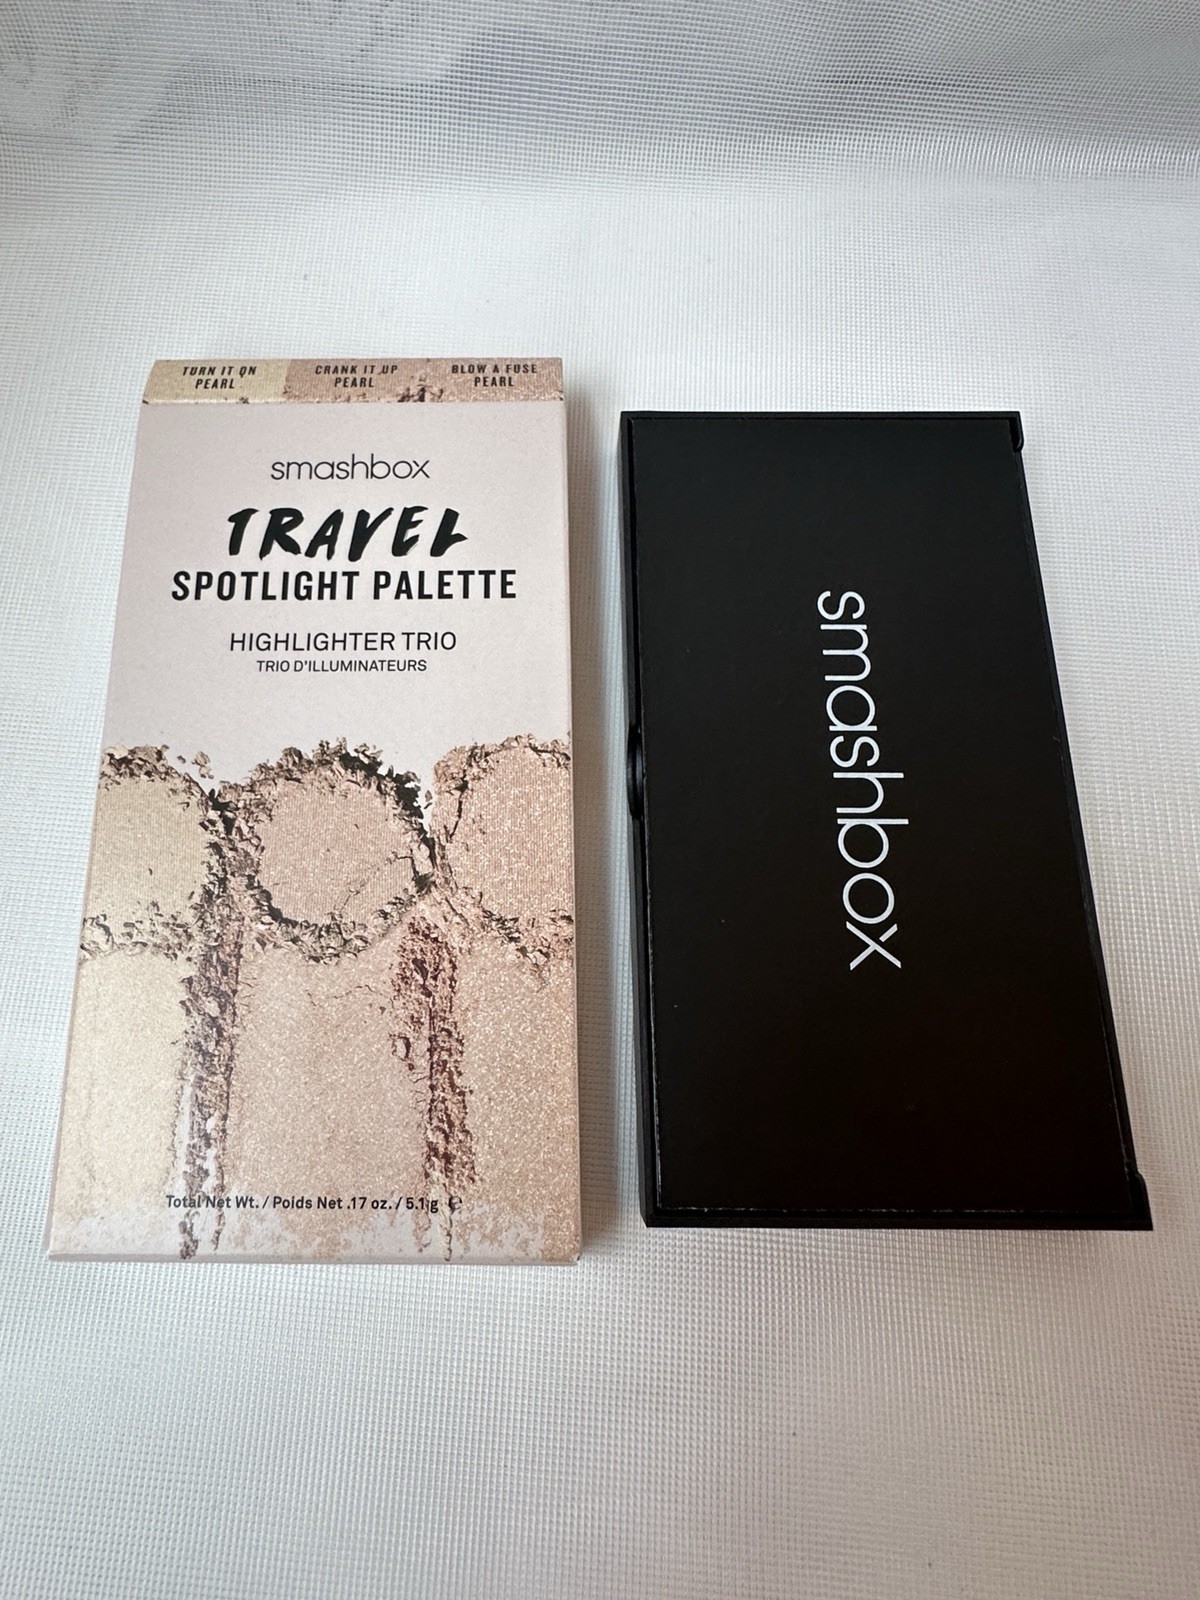 TURN IT ON
PEARL
CRANK IT UP
PEARL
BLOW A FUSE
PEARL
smashbox
TRAVEL
SPOTLIGHT PALETTE
HIGHLIGHTER TRIO
TRIO D'ILLUMINATEURS
Total Net Wt. / Poids Net .17 oz. / 5.1 g ℮
smashbox